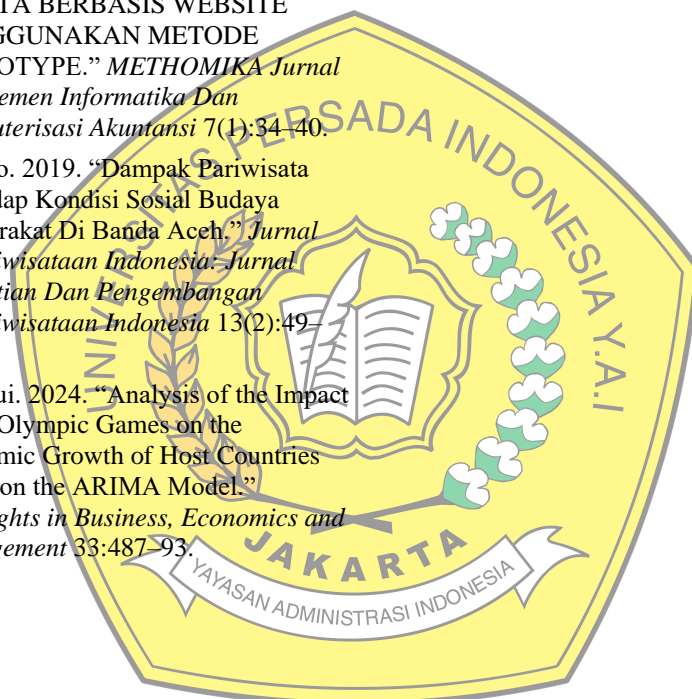 TA BERBASIS WEBSITE
GGUNAKAN METODE
OTYPE.” METHOMIKA Jurnal
emen Informatika Dan
uterisasi Akuntansi 7(1):34–40.
o. 2019. “Dampak Pariwisata
dap Kondisi Sosial Budaya
rakat Di Banda Aceh.” Jurnal
iwisataan Indonesia: Jurnal
tian Dan Pengembangan
iwisataan Indonesia 13(2):49–
ui. 2024. “Analysis of the Impact
Olympic Games on the
mic Growth of Host Countries
on the ARIMA Model.”
ghts in Business, Economics and
gement 33:487–93.
UNIVERSITAS PERSADA INDONESIA Y.A.I
JAKARTA
YAYASAN ADMINISTRASI INDONESIA